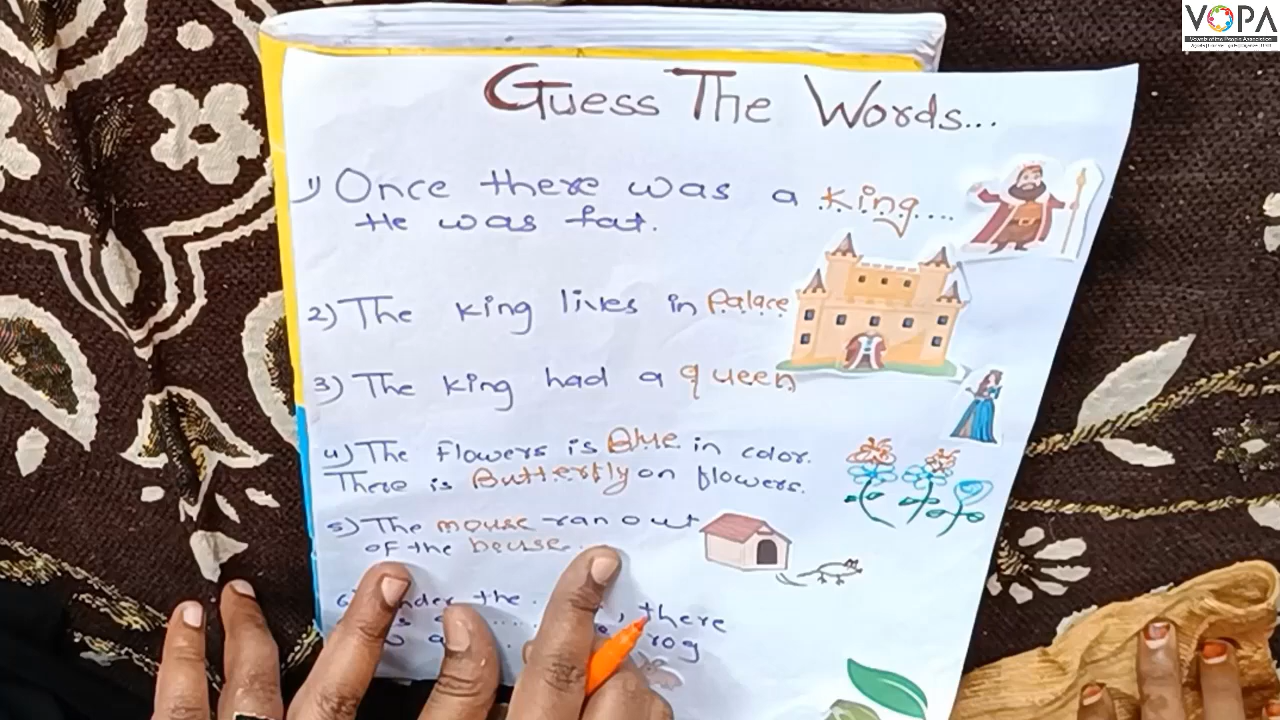 VOPA
Guess The Words...
1) Once there was a king....
He was fat.
2) The king lives in Palace
3) The king had a queen
4) The flowers is Blue in color.
There is Butterfly on flowers.
5) The mouse ran out
of the house..
the
, there